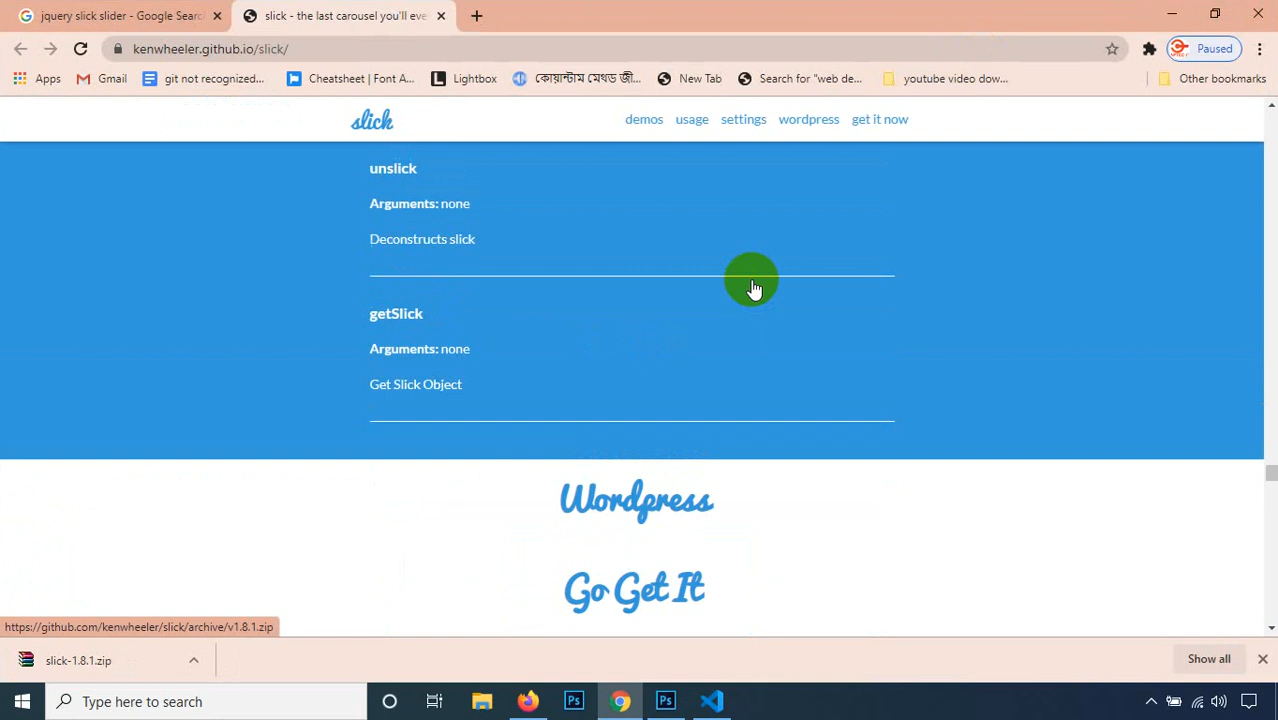 jquery slick slider - Google Sear
slick - the last carousel you'll eve
kenwheeler.github.io/slick/
Paused
Apps
Gmail
git not recognized...
Cheatsheet | Font A...
Lightbox
কোয়ান্টাম মেথড জী...
New Tab
Search for "web de...
youtube video dow...
Other bookmarks
slick
demos
usage
settings
wordpress
get it now
unslick
Arguments: none
Deconstructs slick
getSlick
Arguments: none
Get Slick Object
Wordpress
Go Get It
https://github.com/kenwheeler/slick/archive/v1.8.1.zip
slick-1.8.1.zip
Show all
Type here to search
Ps
Ps